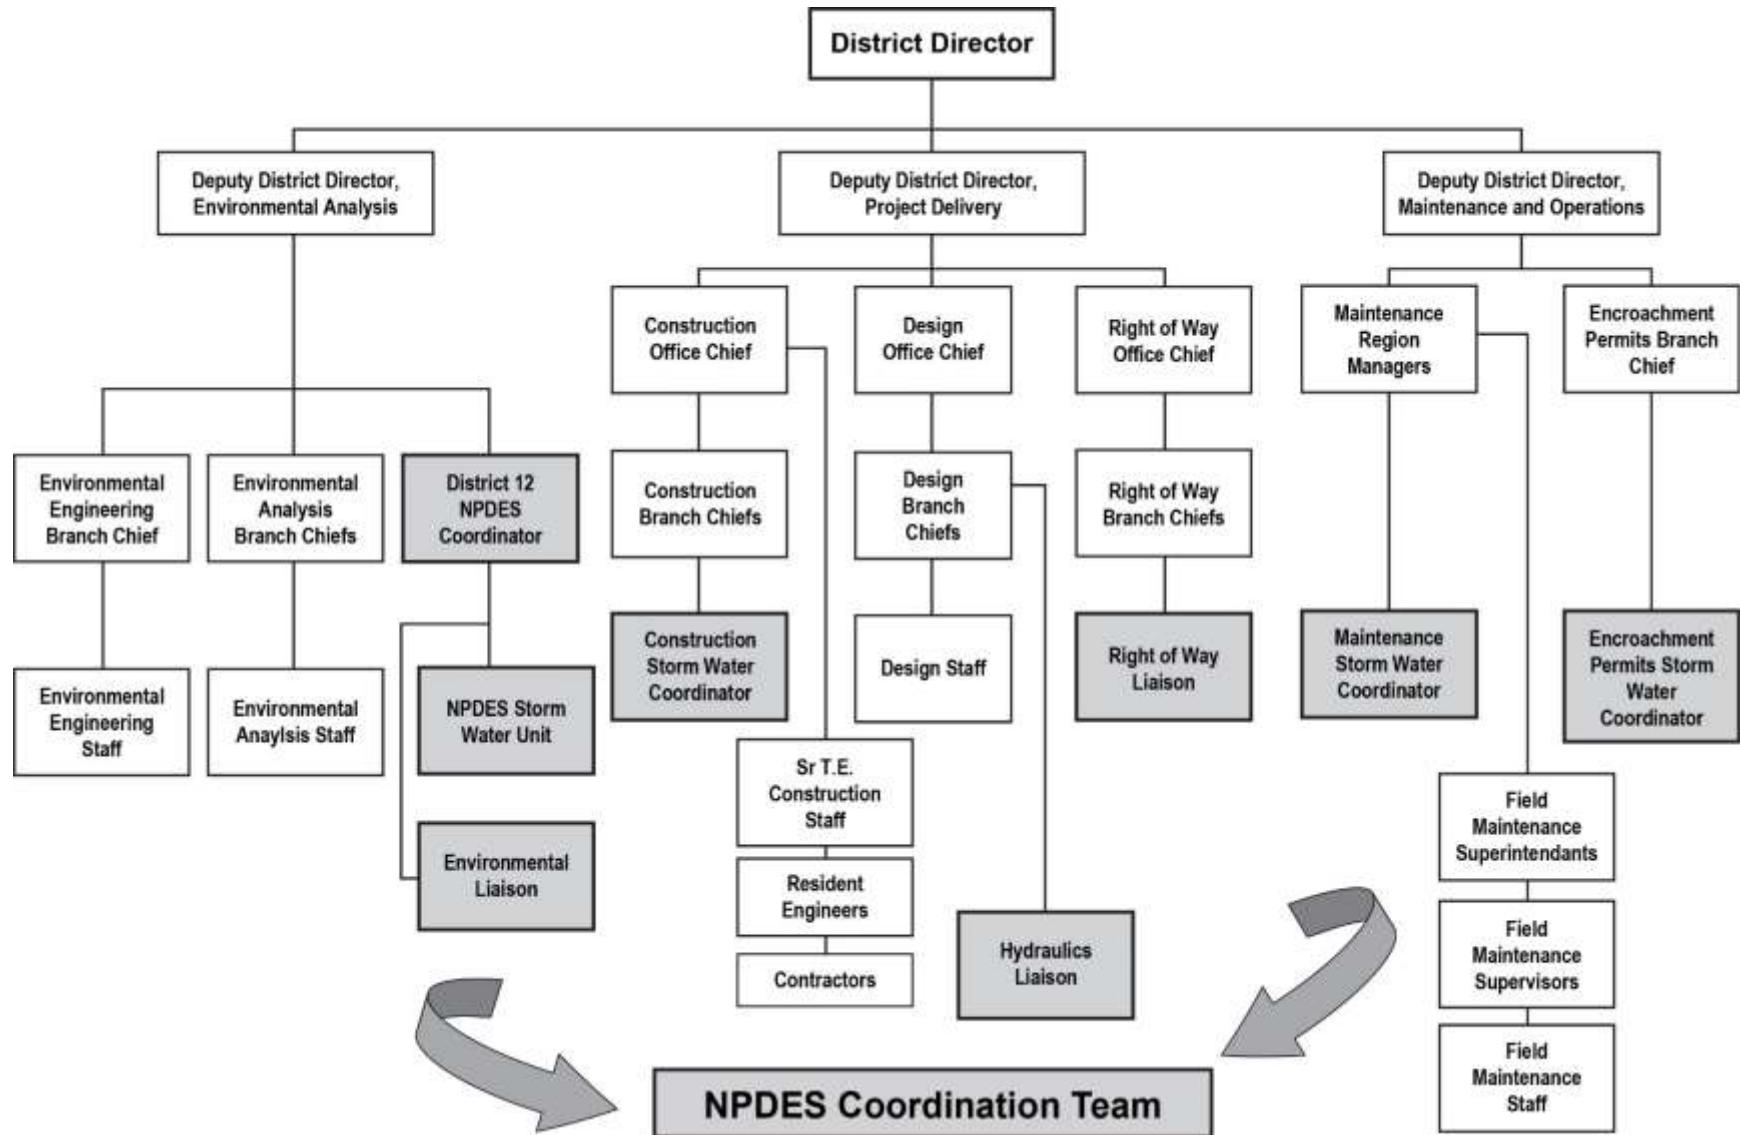 District Director
Deputy District Director,
Environmental Analysis
Deputy District Director,
Project Delivery
Deputy District Director,
Maintenance and Operations
Construction
Office Chief
Design
Office Chief
Right of Way
Office Chief
Maintenance
Region
Managers
Encroachment
Permits Branch
Chief
Environmental
Engineering
Branch Chief
Environmental
Analysis
Branch Chiefs
District 12
NPDES
Coordinator
Construction
Branch Chiefs
Design
Branch
Chiefs
Right of Way
Branch Chiefs
Environmental
Engineering
Staff
Environmental
Anaylsis Staff
NPDES Storm
Water Unit
Construction
Storm Water
Coordinator
Design Staff
Right of Way
Liaison
Maintenance
Storm Water
Coordinator
Encroachment
Permits Storm
Water
Coordinator
Sr T.E.
Construction
Staff
Field
Maintenance
Superintendants
Environmental
Liaison
Resident
Engineers
Hydraulics
Liaison
Field
Maintenance
Supervisors
Contractors
Field
Maintenance
Staff
NPDES Coordination Team